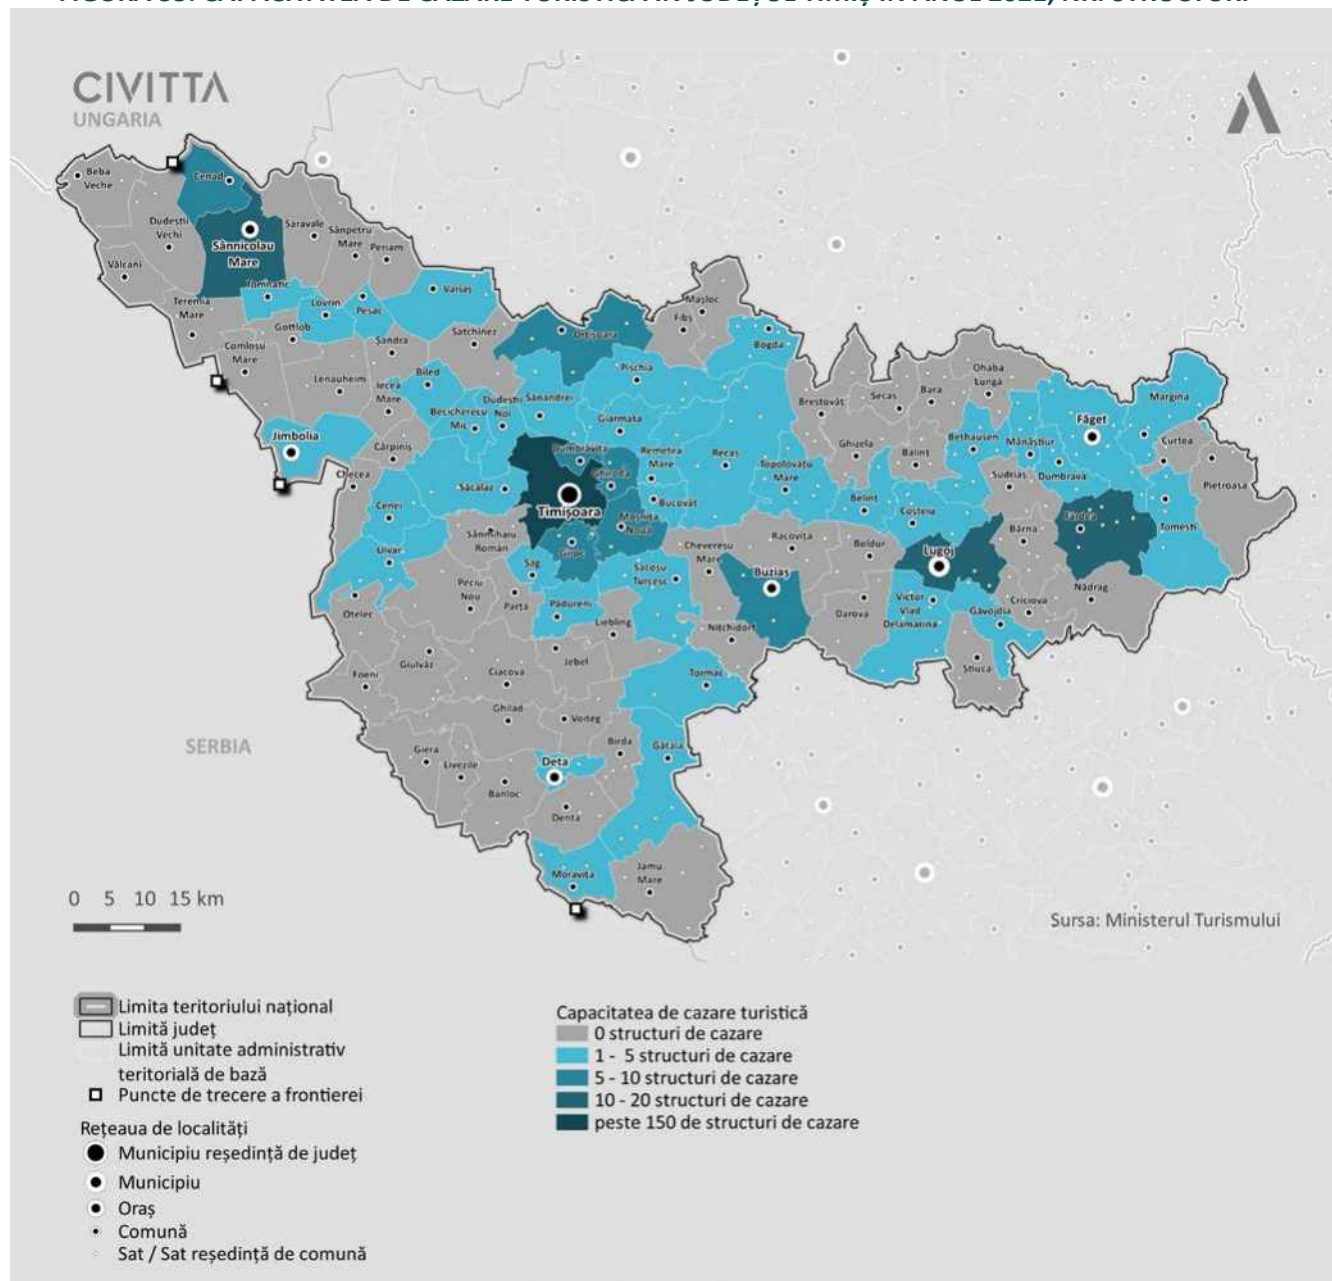 CIVITTA
UNGARIA
Beba
Veche
Cenad
Dudestii
Vechi
Sânnicolau
Mare
Saravale
Sânpetru
Mare
Periam
Vălcani
Teremia
Mare
Tomnatic
Lovrin
Pesac
Variaș
Gottlob
Satchinez
Comloșu
Mare
Șandra
Orțișoara
Mașloc
Fibiș
Bogda
Lenauheim
Iecea
Mare
Biled
Pișchia
Becicherecu
Mic
Dudeștii
Noi
Sânandrei
Giarmata
Brestovăț
Secaș
Bara
Ohaba
Lungă
Margina
Jimbolia
Cărpiniș
Checea
Dumbrăvița
Ghiroda
Remetea
Mare
Recaș
Topolovățu
Mare
Ghizela
Balinț
Bethausen
Mănăștiur
Făget
Curtea
Dumbrava
Sudriaș
Pietroasa
Săcălaz
Timișoara
Bucovăț
Moșnița
Nouă
Cenei
Belinț
Coșteiu
Fârdea
Tomești
Sânmihaiu
Român
Giroc
Cheveresu
Mare
Racovița
Boldur
Lugoj
Bârna
Uivar
Șag
Sacoșu
Turcesc
Buziaș
Peciu
Nou
Parța
Pădureni
Otelec
Liebling
Nițchidorf
Darova
Victor
Vlad
Delamarina
Găvojdia
Criciova
Nădrag
Foeni
Giulvăz
Ciacova
Jebel
Tormac
Știuca
Ghilad
Voiteg
SERBIA
Giera
Livezile
Deta
Birda
Gătaia
Banloc
Denta
Moravița
Jamu
Mare
0 5 10 15 km
Sursa: Ministerul Turismului
Limita teritoriului național
Limită județ
Limită unitate administrativ
teritorială de bază
Puncte de trecere a frontierei
Rețeaua de localități
Municipiu reședință de județ
Municipiu
Oraș
Comună
Sat / Sat reședință de comună
Capacitatea de cazare turistică
0 structuri de cazare
1 - 5 structuri de cazare
5 - 10 structuri de cazare
10 - 20 structuri de cazare
peste 150 de structuri de cazare